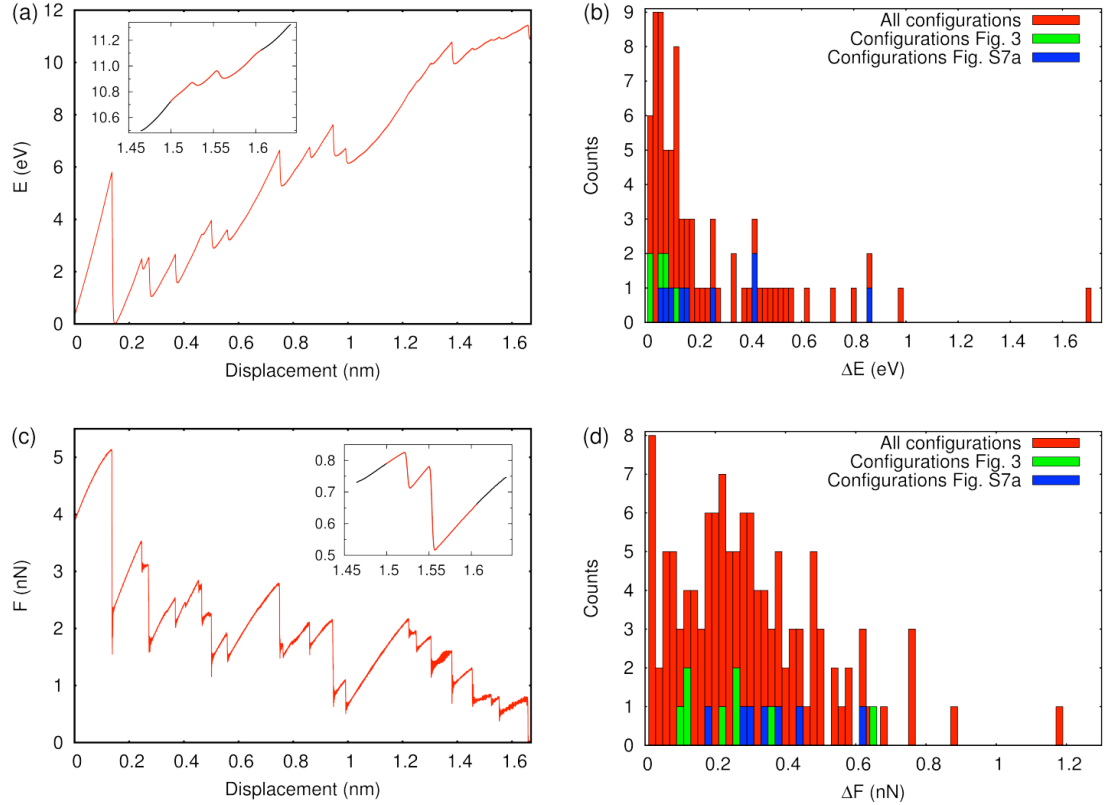 (a)
12
10
8
6
4
2
0
E (eV)
11.2
11.0
10.8
10.6
1.45 1.5 1.55 1.6
0 0.2 0.4 0.6 0.8 1 1.2 1.4 1.6
Displacement (nm)
(b)
9
8
7
6
5
4
3
2
1
0
Counts
All configurations
Configurations Fig. 3
Configurations Fig. S7a
0 0.2 0.4 0.6 0.8 1 1.2 1.4 1.6
ΔE (eV)
(c)
5
4
3
2
1
0
F (nN)
0.8
0.7
0.6
0.5
1.45 1.5 1.55 1.6
0 0.2 0.4 0.6 0.8 1 1.2 1.4 1.6
Displacement (nm)
(d)
8
7
6
5
4
3
2
1
0
Counts
All configurations
Configurations Fig. 3
Configurations Fig. S7a
0 0.2 0.4 0.6 0.8 1 1.2
ΔF (nN)